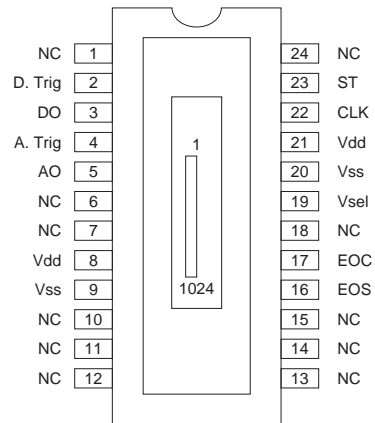 NC 1 24 NC
D. Trig 2 23 ST
DO 3 22 CLK
A. Trig 4 21 Vdd
1
AO 5 20 Vss
NC 6 19 Vsel
NC 7 18 NC
Vdd 8 17 EOC
Vss 9 1024 16 EOS
NC 10 15 NC
NC 11 14 NC
NC 12 13 NC